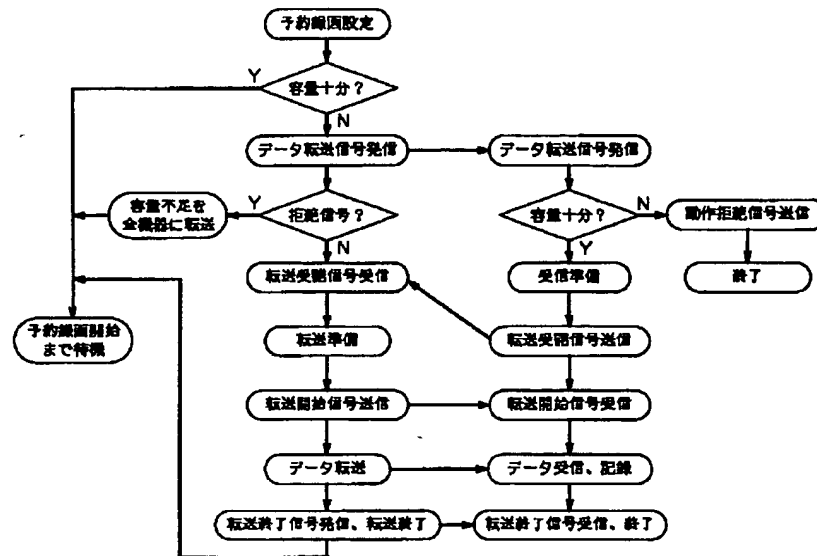 予約録画設定
Y
容量十分？
N
データ転送信号発信
データ転送信号発信
容量不足を
全機器に転送
Y
拒絶信号？
N
容量十分？
N
動作拒絶信号送信
Y
転送受諾信号受信
受信準備
終了
予約録画開始
まで待機
転送準備
転送受諾信号送信
転送開始信号送信
転送開始信号受信
データ転送
データ受信、記録
転送終了信号発信、転送終了
転送終了信号受信、終了